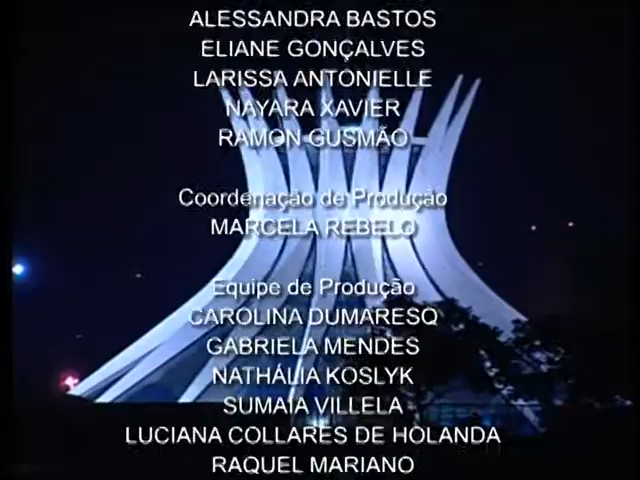 ALESSANDRA BASTOS
ELIANE GONÇALVES
LARISSA ANTONIELLE
NAYARA XAVIER
RAMON GUSMÃO
Coordenação de Produção
MARCELA REBELO
Equipe de Produção
CAROLINA DUMARESQ
GABRIELA MENDES
NATHÁLIA KOSLYK
SUMAIA VILLELA
LUCIANA COLLARES DE HOLANDA
RAQUEL MARIANO